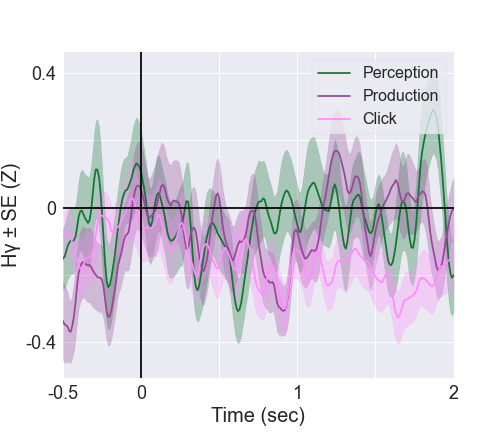 Perception
Production
Click
Hγ ± SE (Z)
0.4
0
-0.4
-0.5
0
1
2
Time (sec)